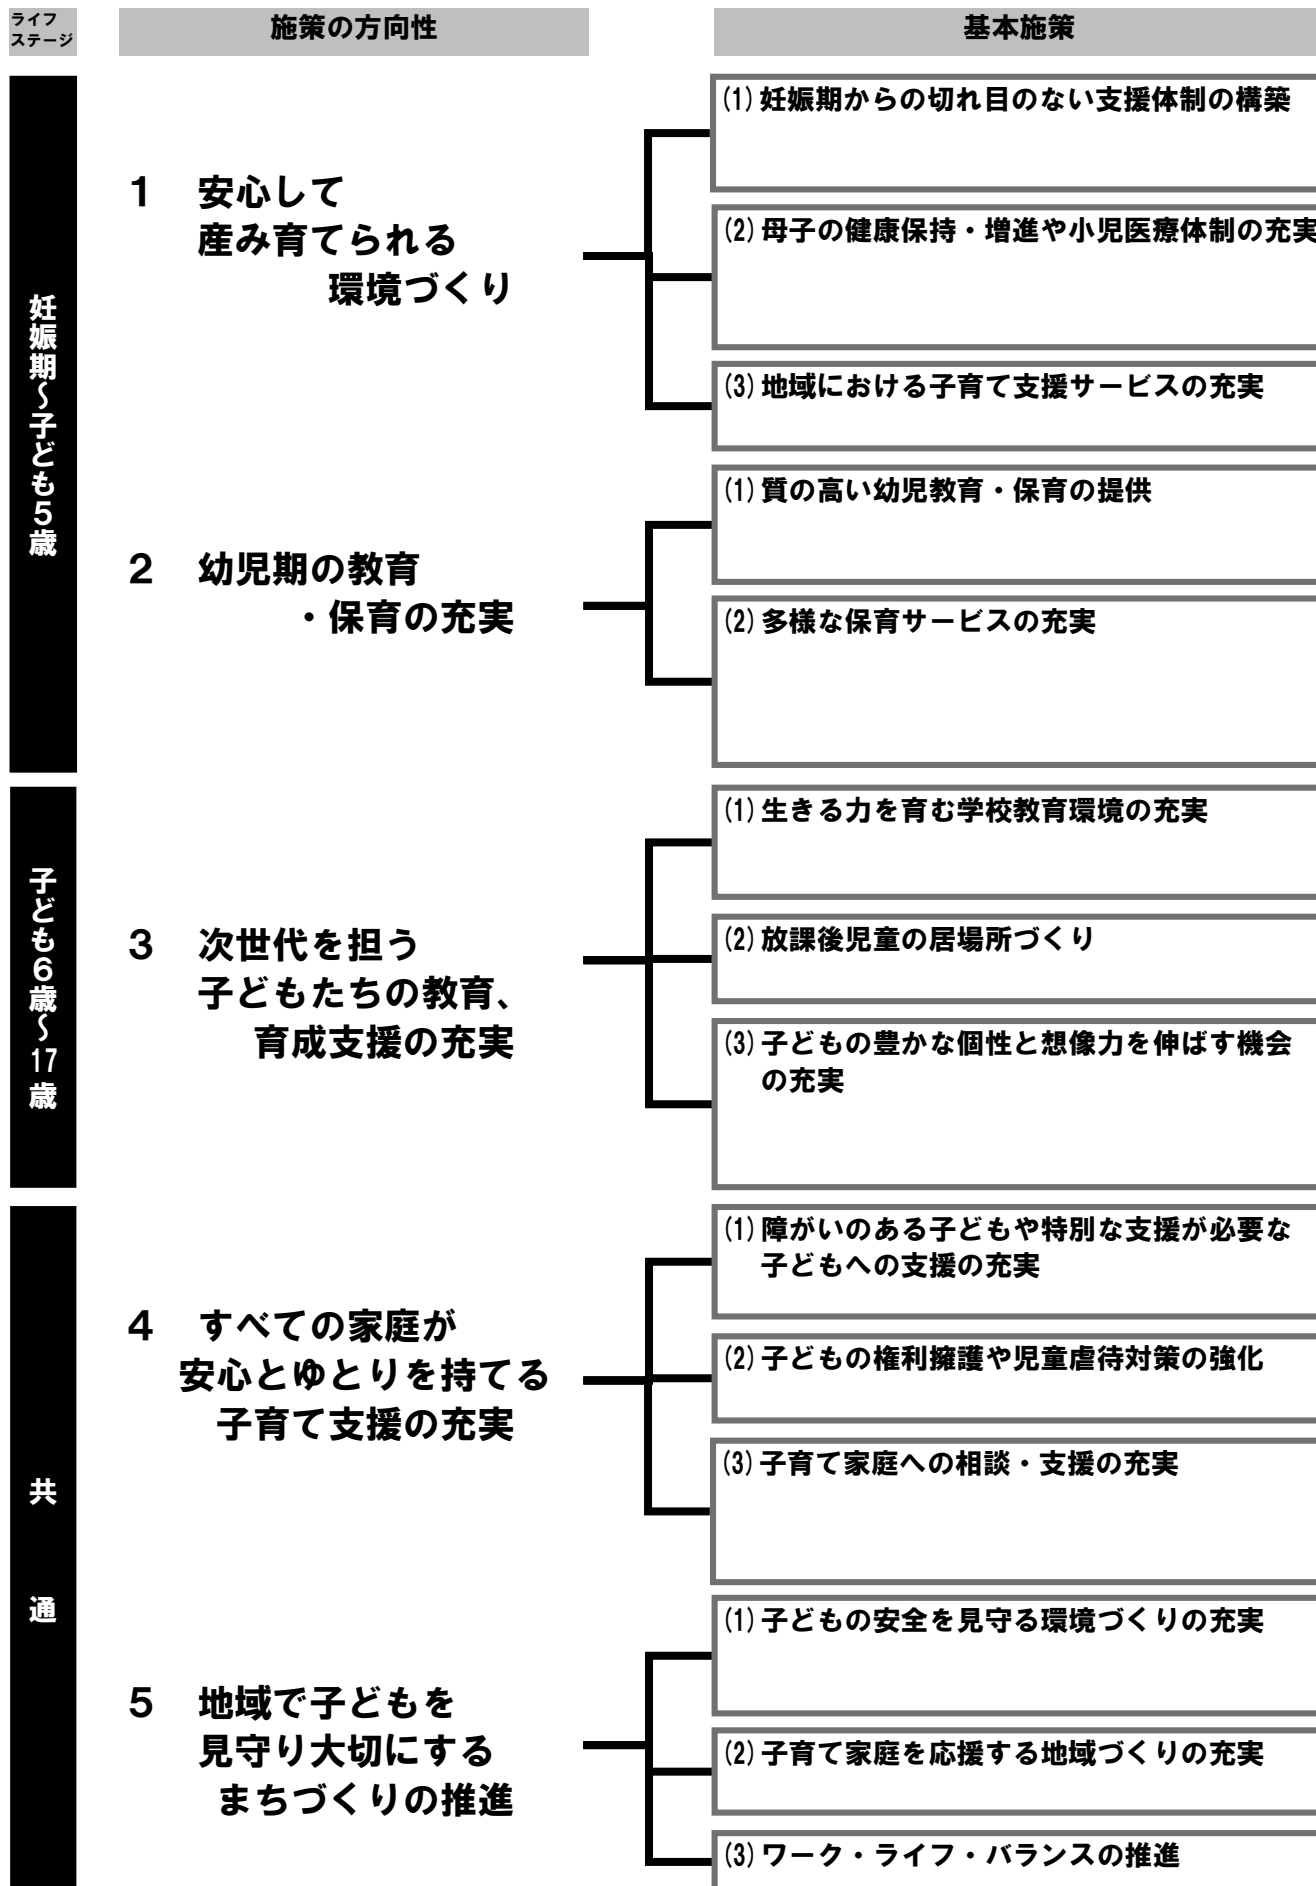 ライフ
ステージ
施策の方向性
基本施策
妊娠期～子ども5歳
1 安心して
産み育てられる
環境づくり
(1) 妊娠期からの切れ目のない支援体制の構築
(2) 母子の健康保持・増進や小児医療体制の充実
(3) 地域における子育て支援サービスの充実
2 幼児期の教育
・保育の充実
(1) 質の高い幼児教育・保育の提供
(2) 多様な保育サービスの充実
子ども6歳～17歳
3 次世代を担う
子どもたちの教育、
育成支援の充実
(1) 生きる力を育む学校教育環境の充実
(2) 放課後児童の居場所づくり
(3) 子どもの豊かな個性と想像力を伸ばす機会
の充実
共通
4 すべての家庭が
安心とゆとりを持てる
子育て支援の充実
(1) 障がいのある子どもや特別な支援が必要な
子どもへの支援の充実
(2) 子どもの権利擁護や児童虐待対策の強化
(3) 子育て家庭への相談・支援の充実
5 地域で子どもを
見守り大切にする
まちづくりの推進
(1) 子どもの安全を見守る環境づくりの充実
(2) 子育て家庭を応援する地域づくりの充実
(3) ワーク・ライフ・バランスの推進